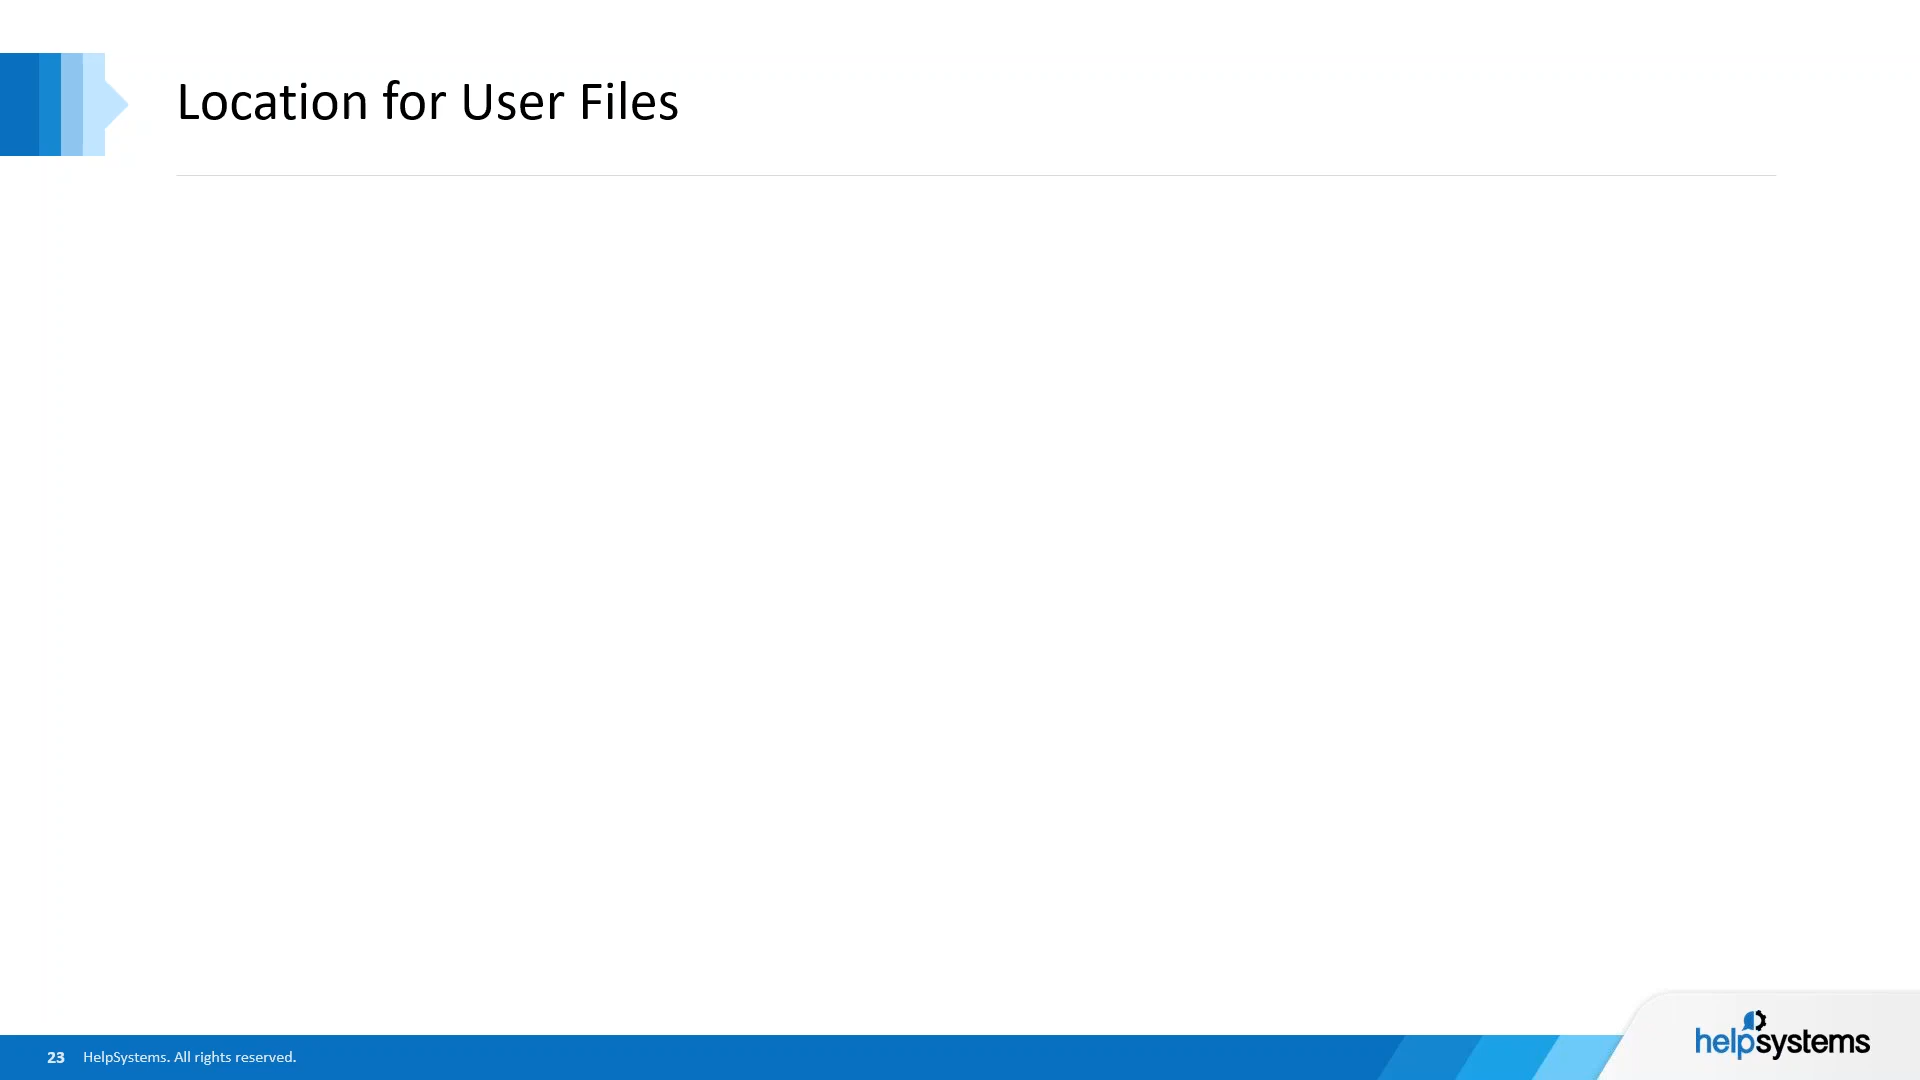 Location for User Files
23 HelpSystems. All rights reserved.
helpsystems